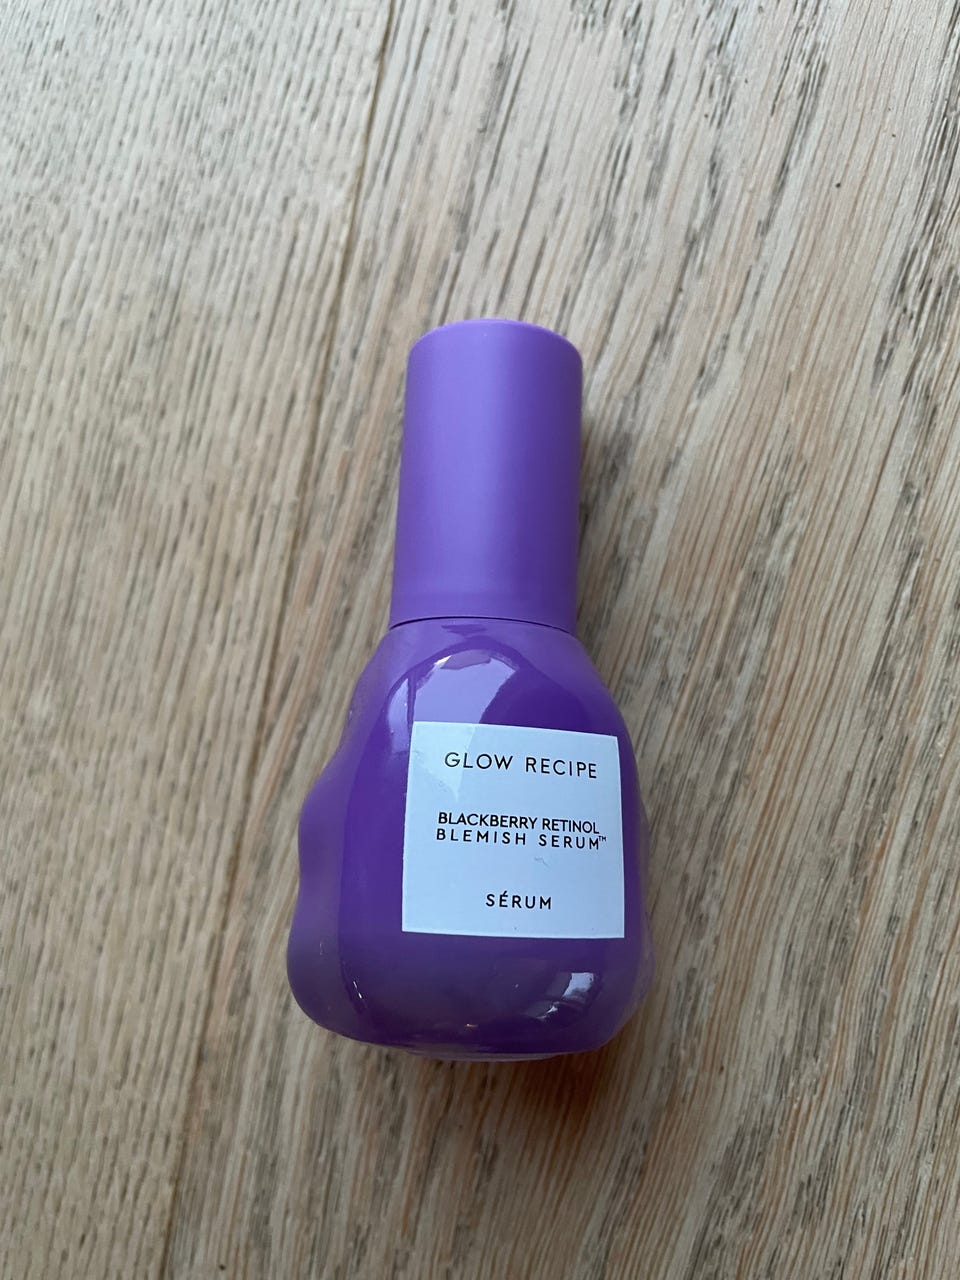 GLOW RECIPE
BLACKBERRY RETINOL
BLEMISH SERUM™
SÉRUM